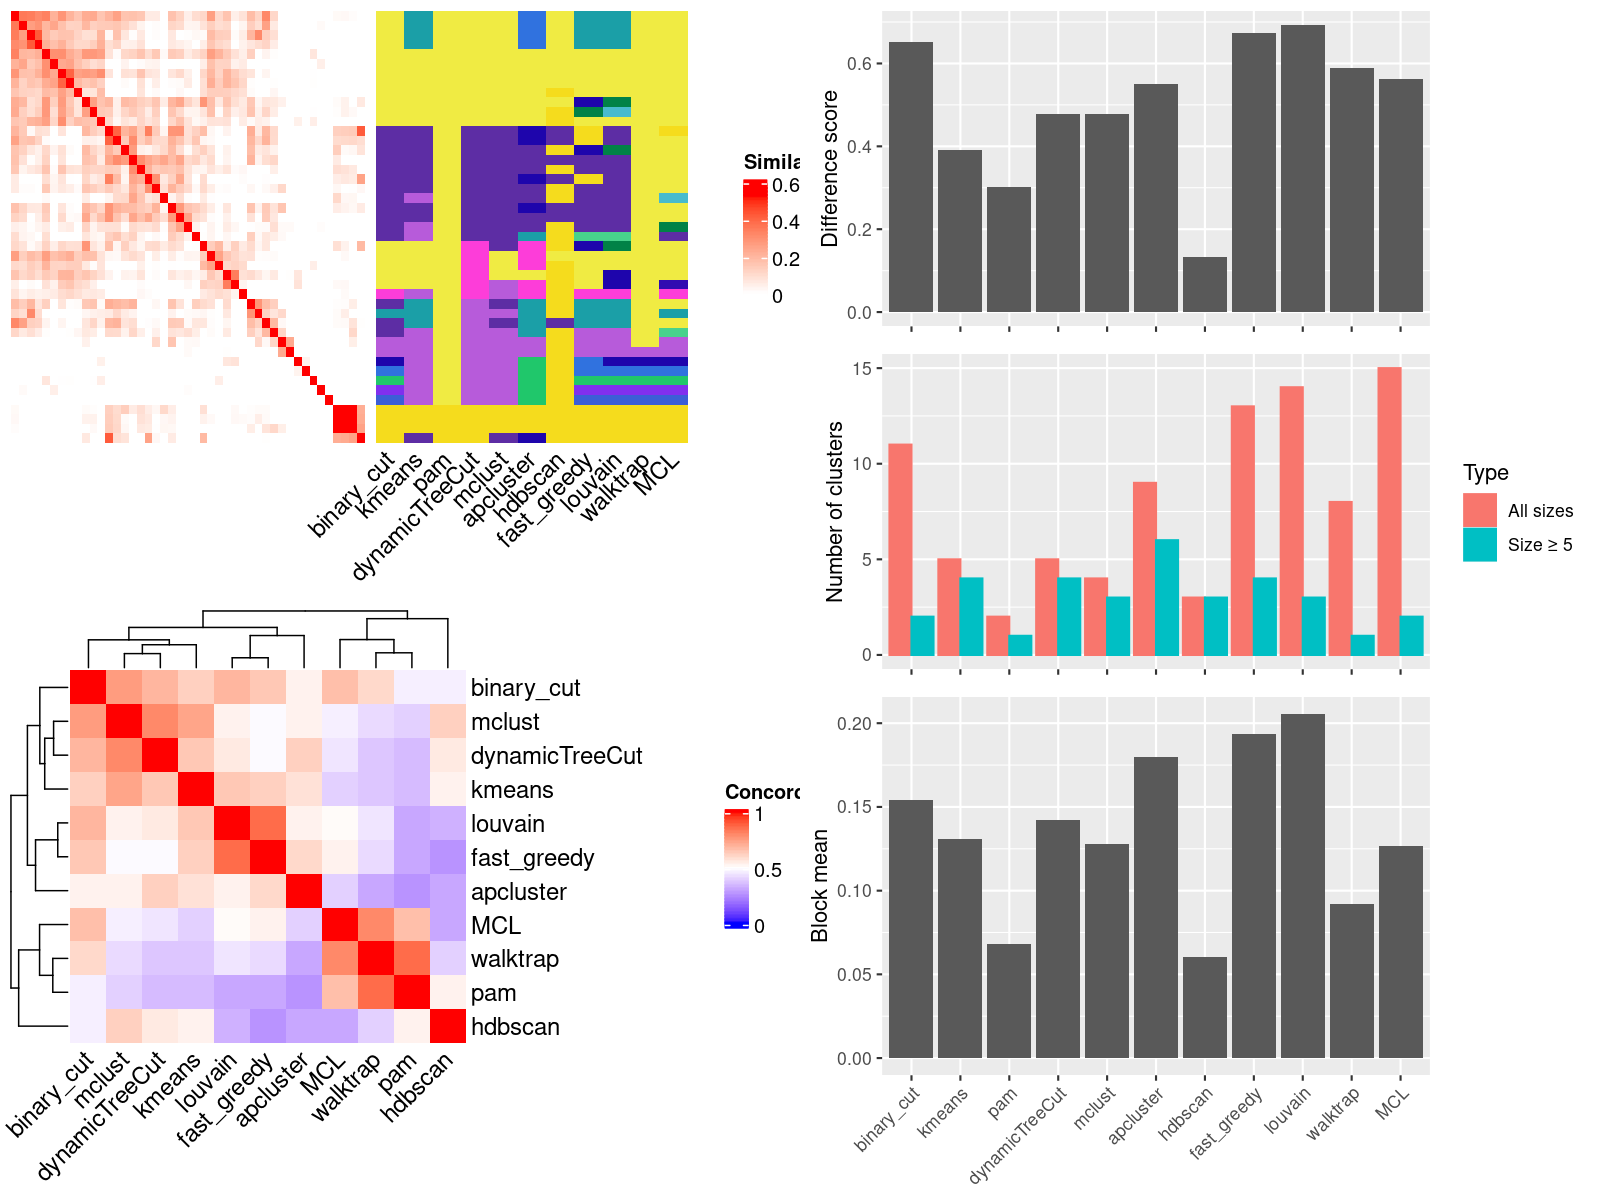 Simila
0.6
0.4
0.2
0
binary_cut
kmeans
pam
dynamicTreeCut
mclust
apcluster
hdbscan
fast_greedy
louvain
walktrap
MCL
binary_cut
mclust
dynamicTreeCut
kmeans
louvain
fast_greedy
apcluster
MCL
walktrap
pam
hdbscan
binary_cut
mclust
dynamicTreeCut
kmeans
louvain
fast_greedy
apcluster
MCL
walktrap
pam
hdbscan
Concord
1
0.5
0
Difference score
0.6
0.4
0.2
0.0
Number of clusters
15
10
5
0
Type
All sizes
Size ≥ 5
Block mean
0.20
0.15
0.10
0.05
0.00
binary_cut
kmeans
pam
dynamicTreeCut
mclust
apcluster
hdbscan
fast_greedy
louvain
walktrap
MCL